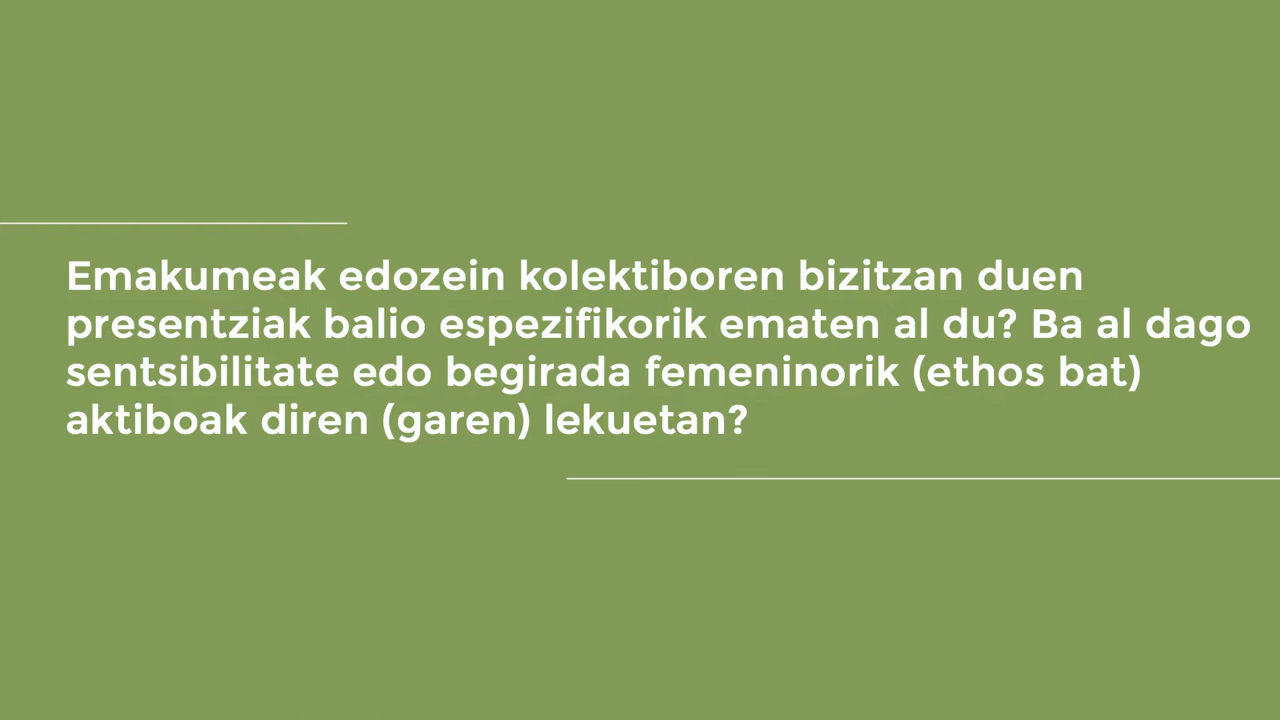 Emakumeak edozein kolektiboren bizitzan duen
presentziak balio espezifikorik ematen al du? Ba al dago
sentsibilitate edo begirada femeninorik (ethos bat)
aktiboak diren (garen) lekuetan?